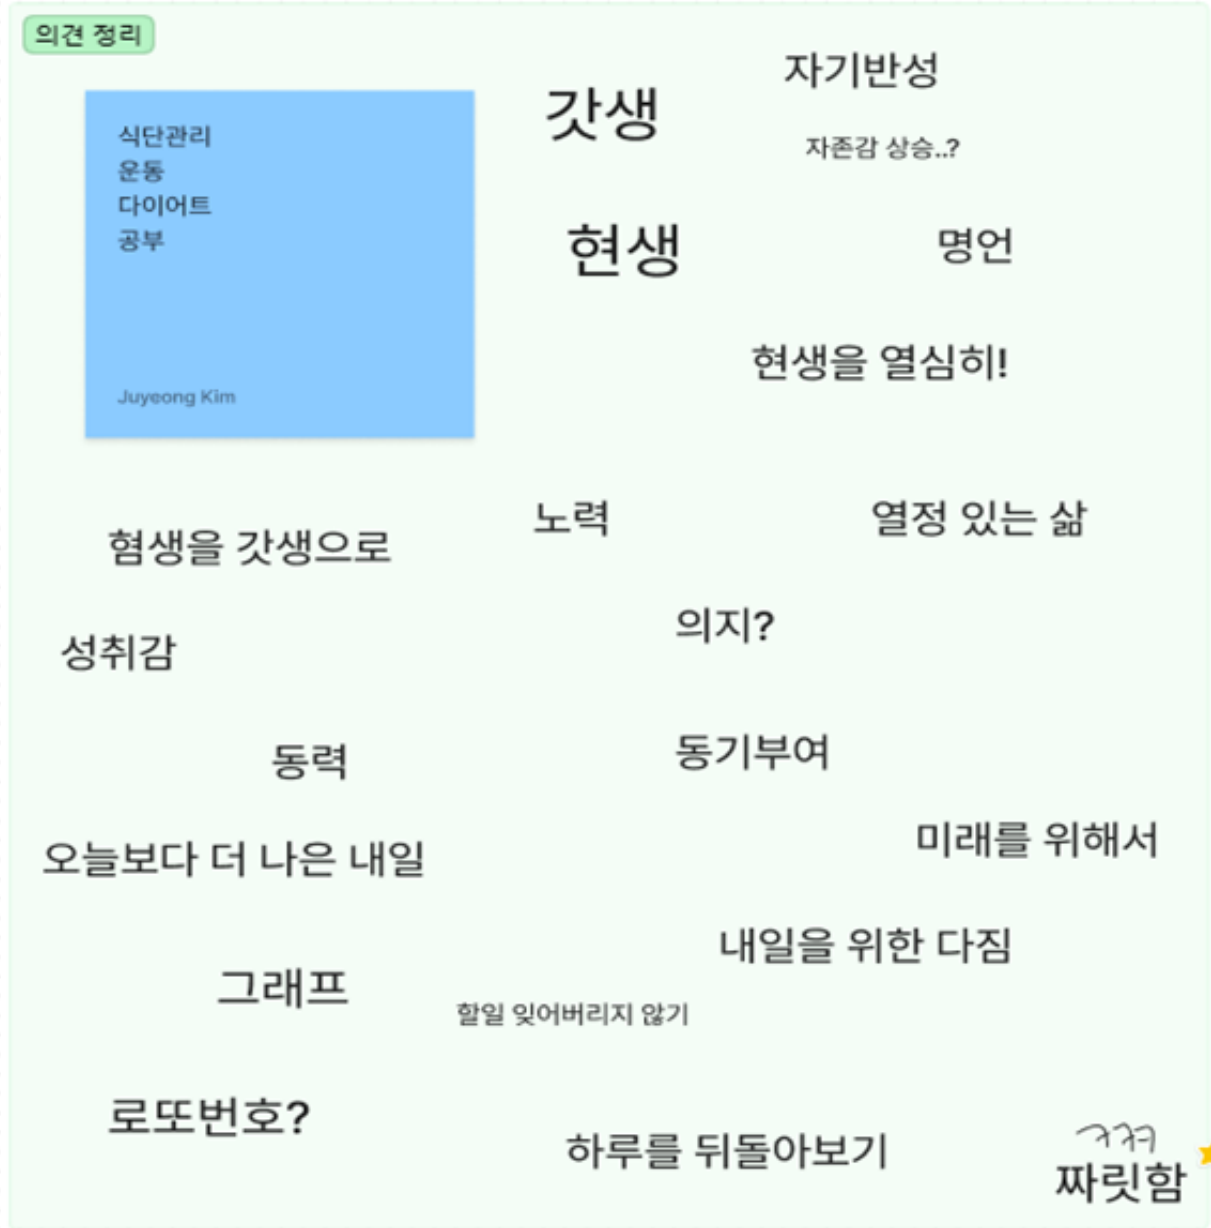 의견 정리
자기반성
갓생
자존감 상승..?
식단관리
운동
다이어트
공부
현생
명언
현생을 열심히!
Juyeong Kim
노력
열정 있는 삶
혐생을 갓생으로
의지?
성취감
동기부여
동력
미래를 위해서
오늘보다 더 나은 내일
내일을 위한 다짐
그래프
할일 잊어버리지 않기
로또번호?
하루를 뒤돌아보기
짜릿함